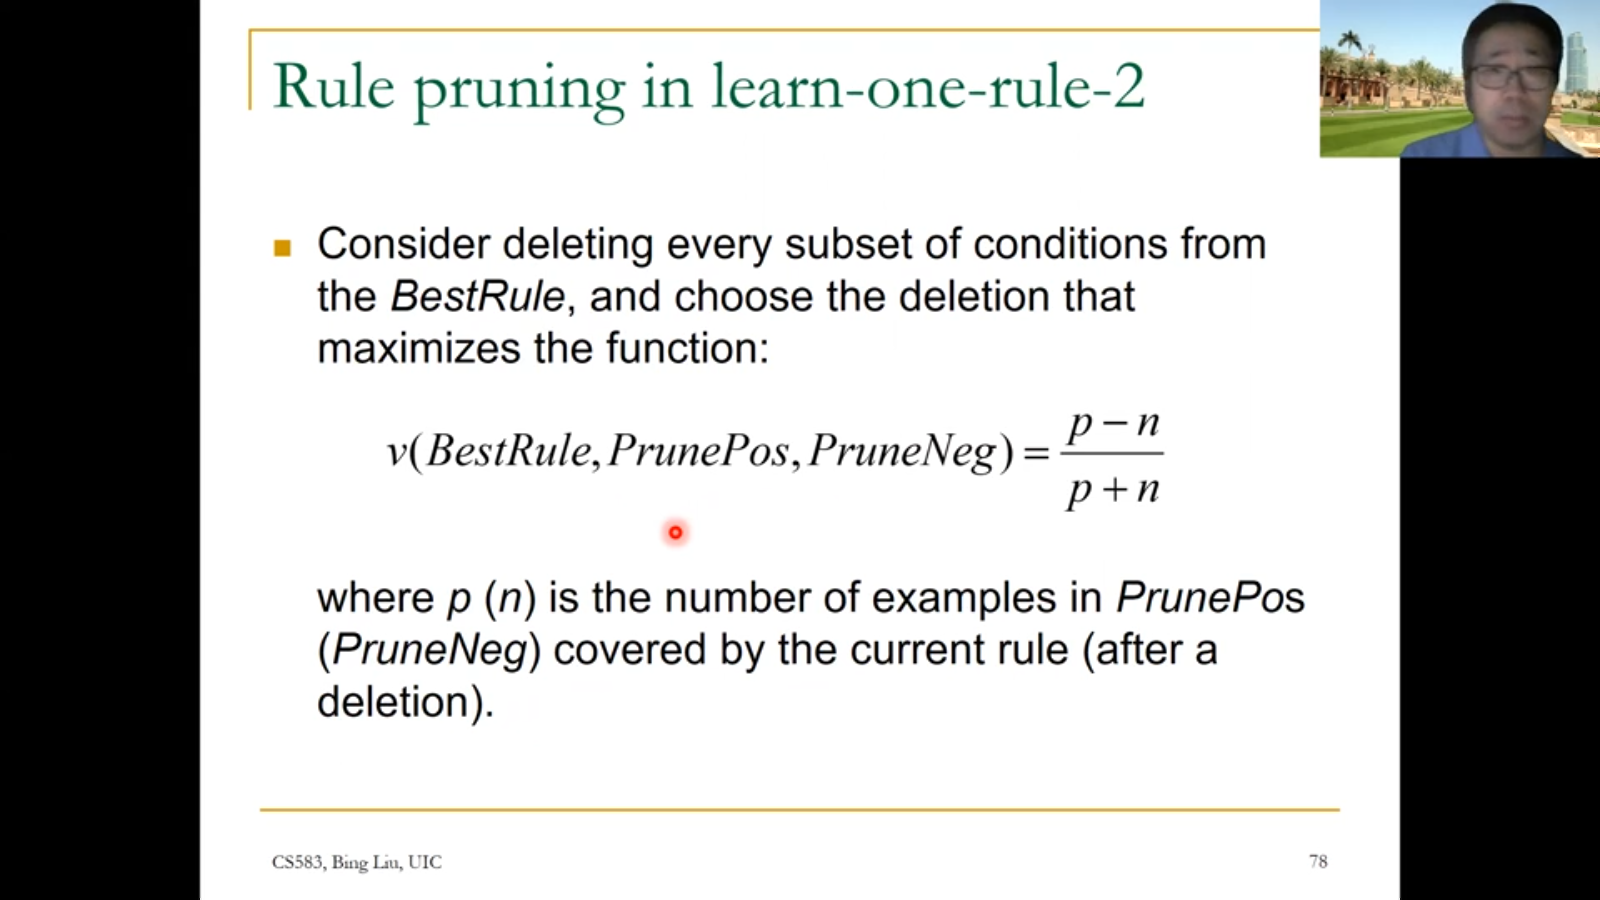 Rule pruning in learn-one-rule-2
Consider deleting every subset of conditions from
the BestRule, and choose the deletion that
maximizes the function:
v(BestRule, PrunePos, PruneNeg) = \frac{p - n}{p + n}
where p (n) is the number of examples in PrunePos
(PruneNeg) covered by the current rule (after a
deletion).
CS583, Bing Liu, UIC
78